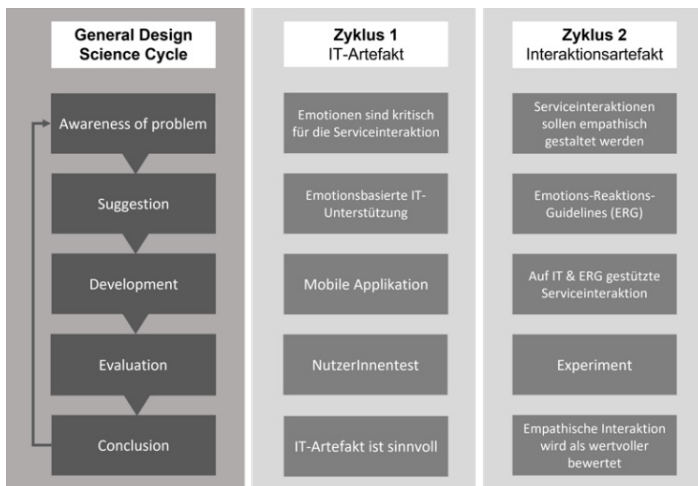 General Design
Science Cycle
Awareness of problem
Suggestion
Development
Evaluation
Conclusion
Zyklus 1
IT-Artefakt
Emotionen sind kritisch
für die Serviceinteraktion
Emotionsbasierte IT-
Unterstützung
Mobile Applikation
NutzerInnentest
IT-Artefakt ist sinnvoll
Zyklus 2
Interaktionsartefakt
Serviceinteraktionen
sollen empathisch
gestaltet werden
Emotions-Reaktions-
Guidelines (ERG)
Auf IT & ERG gestützte
Serviceinteraktion
Experiment
Empathische Interaktion
wird als wertvoller
bewertet